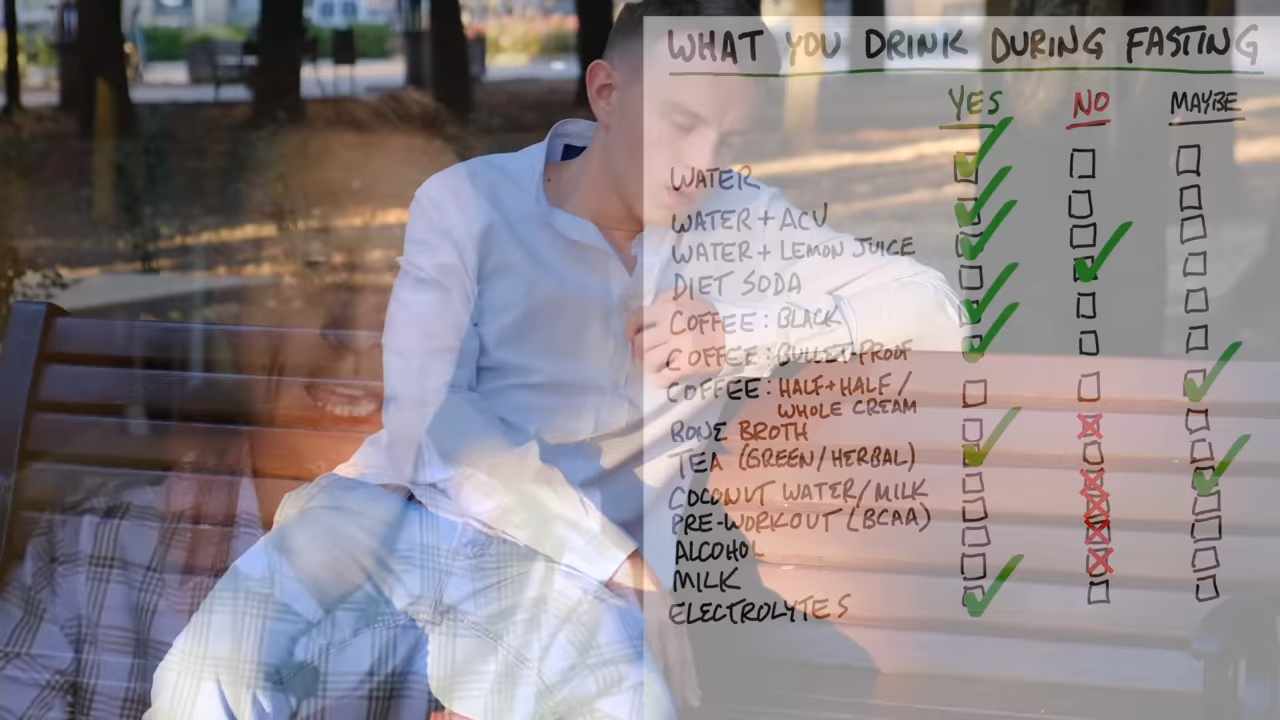 WHAT YOU DRINK DURING FASTING
YES NO MAYBE
WATER
WATER + ACV
WATER + LEMON JUICE
DIET SODA
COFFEE: BLACK
COFFEE: BULLET-PROOF
COFFEE: HALF+HALF/
WHOLE CREAM
BONE BROTH
TEA (GREEN/HERBAL)
COCONUT WATER/MILK
PRE-WORKOUT (BCAA)
ALCOHOL
MILK
ELECTROLYTES